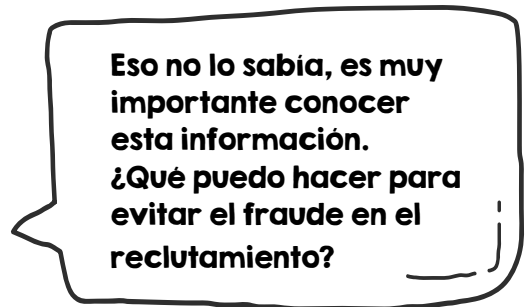 Eso no lo sabía, es muy
importante conocer
esta información.
¿Qué puedo hacer para
evitar el fraude en el
reclutamiento?